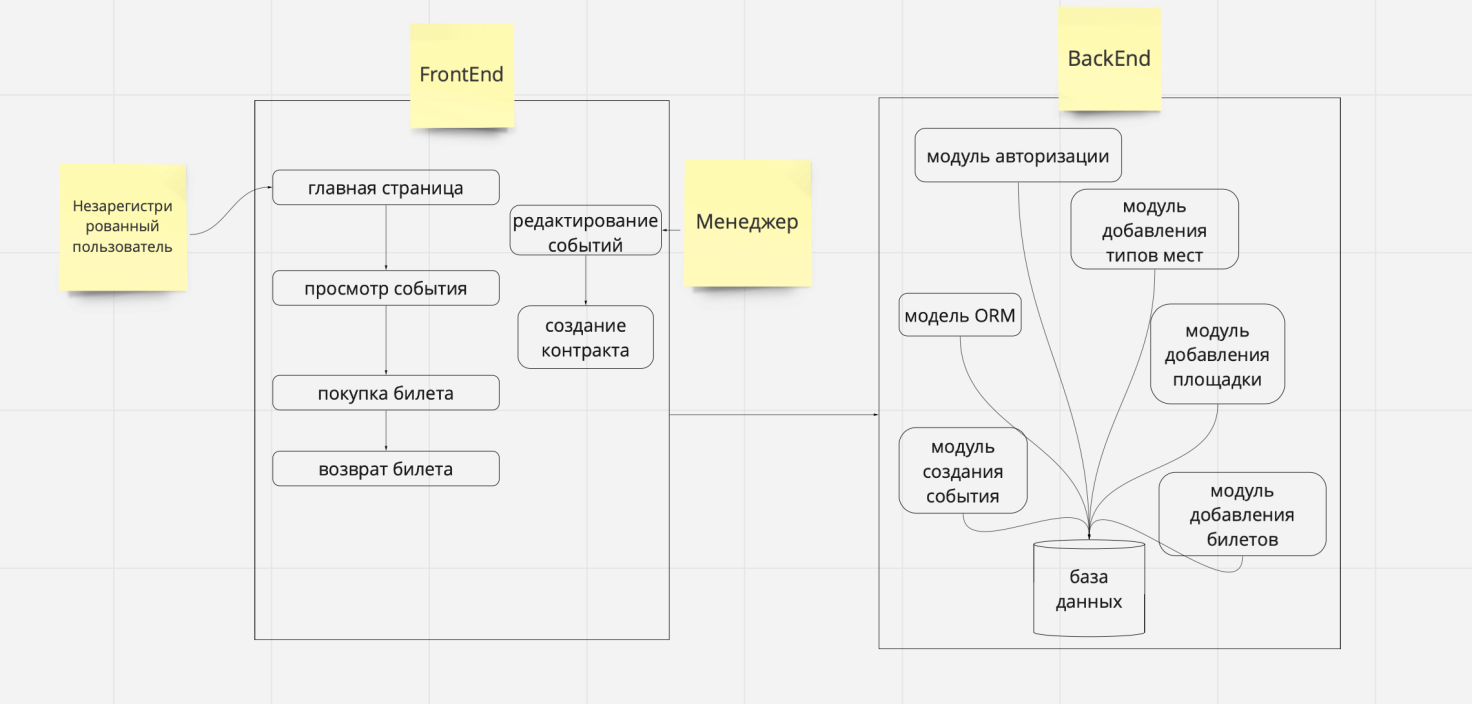 FrontEnd
BackEnd
Незарегистри
рованный
пользователь
главная страница
просмотр события
покупка билета
возврат билета
редактирование
событий
создание
контракта
Менеджер
модуль авторизации
модуль
добавления
типов мест
модель ORM
модуль
добавления
площадки
модуль
создания
события
модуль
добавления
билетов
база
данных